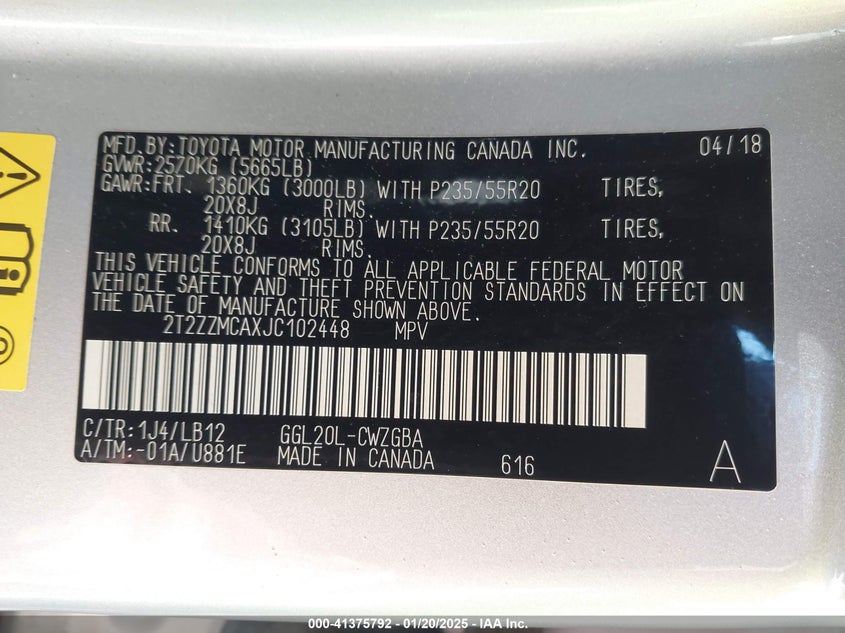 MFD.BY:TOYOTA MOTOR MANUFACTURING CANADA INC. 04/18
GVWR:2570KG (5665LB)
GAWR:FRT. 1360KG (3000LB) WITH P235/55R20 TIRES,
20X8J RIMS.
RR. 1410KG (3105LB) WITH P235/55R20 TIRES,
20X8J RIMS.
THIS VEHICLE CONFORMS TO ALL APPLICABLE FEDERAL MOTOR
VEHICLE SAFETY AND THEFT PREVENTION STANDARDS IN EFFECT ON
THE DATE OF MANUFACTURE SHOWN ABOVE.
2T2ZZMCAXJC102448 MPV
C/TR:1J4/LB12 GGL20L-CWZGBA
A/TM:-01A/U881E MADE IN CANADA 616 A
000-41375792 — 01/20/2025 — IAA Inc.